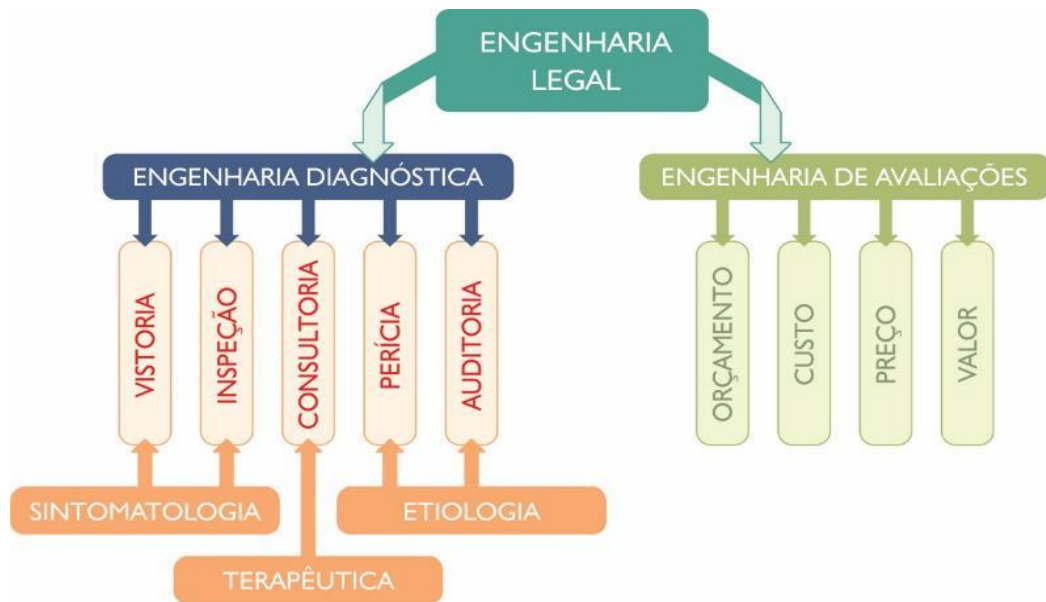 ENGENHARIA
LEGAL
ENGENHARIA DIAGNÓSTICA
ENGENHARIA DE AVALIAÇÕES
VISTORIA
INSPEÇÃO
CONSULTORIA
PERÍCIA
AUDITORIA
ORÇAMENTO
CUSTO
PREÇO
VALOR
SINTOMATOLOGIA
ETIOLOGIA
TERAPÊUTICA